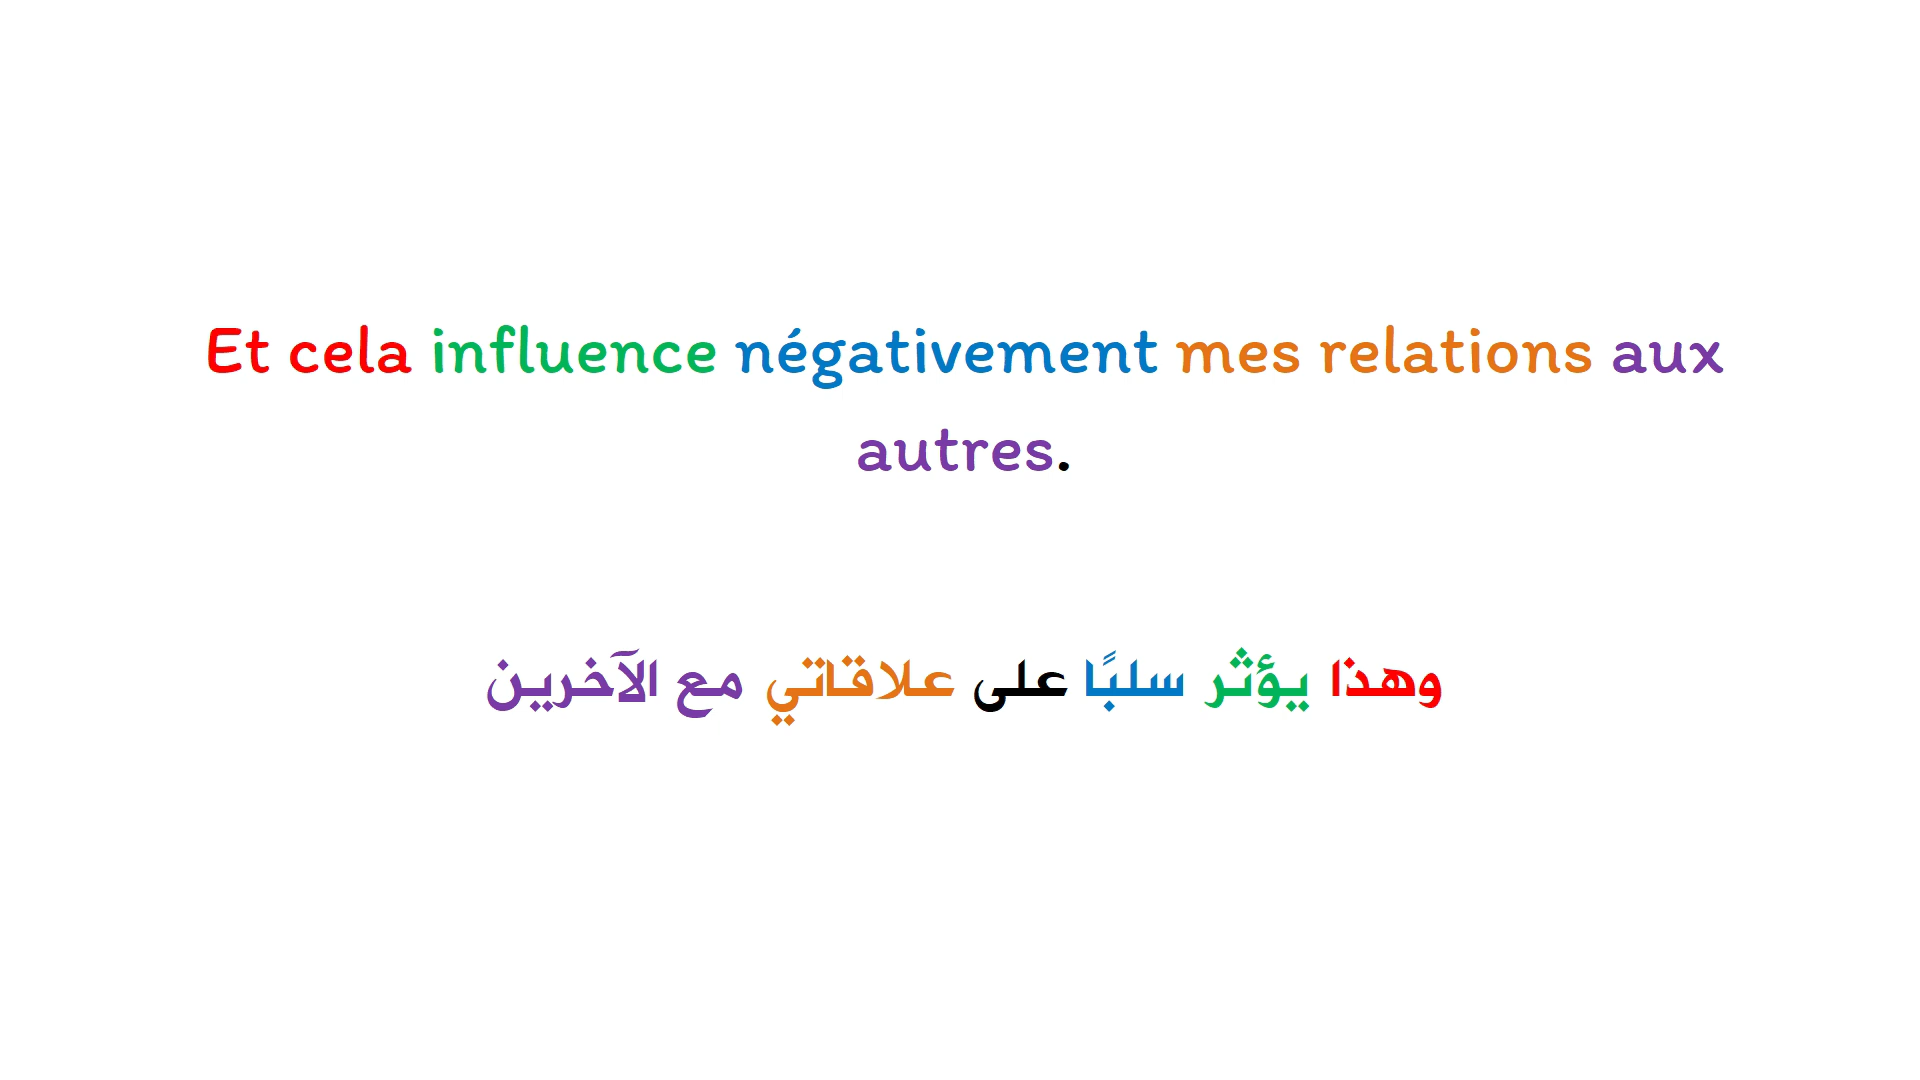 Et cela influence négativement mes relations aux
autres.
وهذا يؤثر سلبًا على علاقاتي مع الآخرين